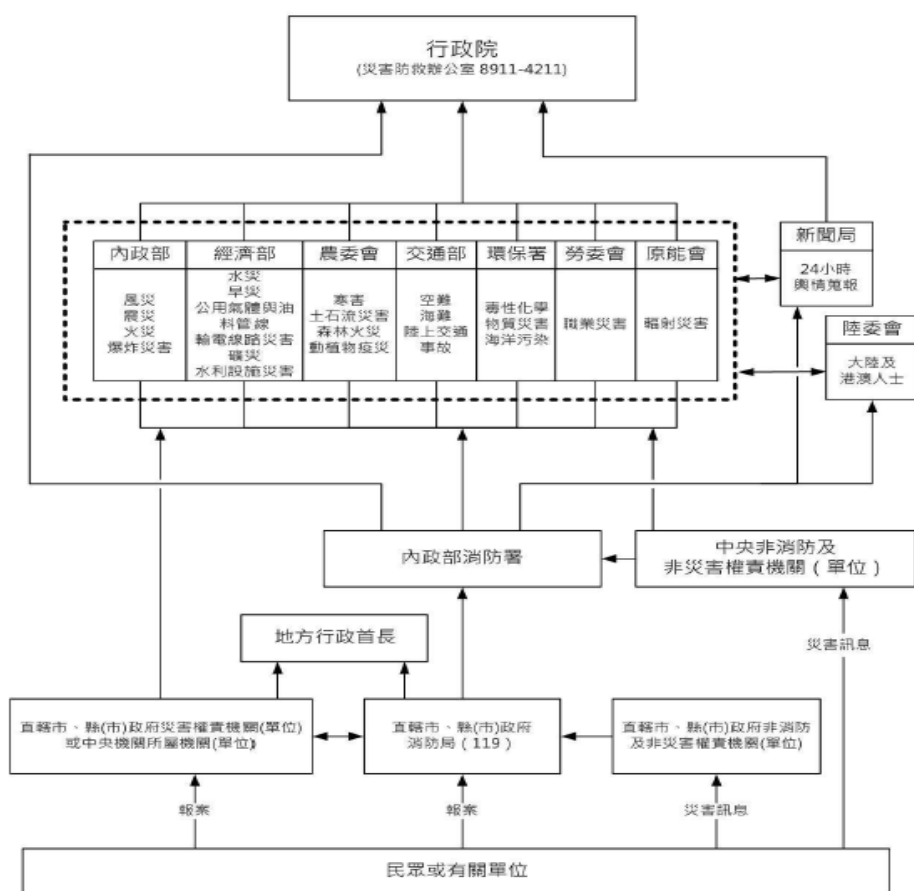 行政院
(災害防救辦公室 8911-4211)
內政部
風災
震災
火災
爆炸災害
經濟部
水災
旱災
公用氣體與油
料管線
輸電線路災害
礦災
水利設施災害
農委會
寒害
土石流災害
森林火災
動植物疫災
交通部
空難
海難
陸上交通
事故
環保署
毒性化學
物質災害
海洋污染
勞委會
職業災害
原能會
輻射災害
新聞局
24小時
輿情蒐報
陸委會
大陸及
港澳人士
內政部消防署
中央非消防及
非災害權責機關(單位)
地方行政首長
災害訊息
直轄市、縣(市)政府災害權責機關(單位)
或中央機關所屬機關(單位)
直轄市、縣(市)政府
消防局(119)
直轄市、縣(市)政府非消防
及非災害權責機關(單位)
報案
報案
災害訊息
民眾或有關單位